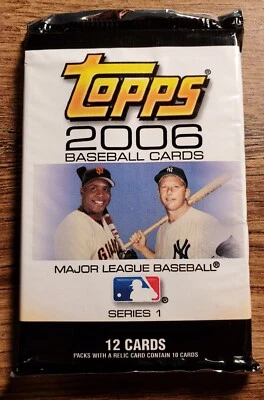 Topps®
2006
BASEBALL CARDS
MAJOR LEAGUE BASEBALL®
SERIES 1
12 CARDS
PACKS WITH A RELIC CARD CONTAIN 10 CARDS